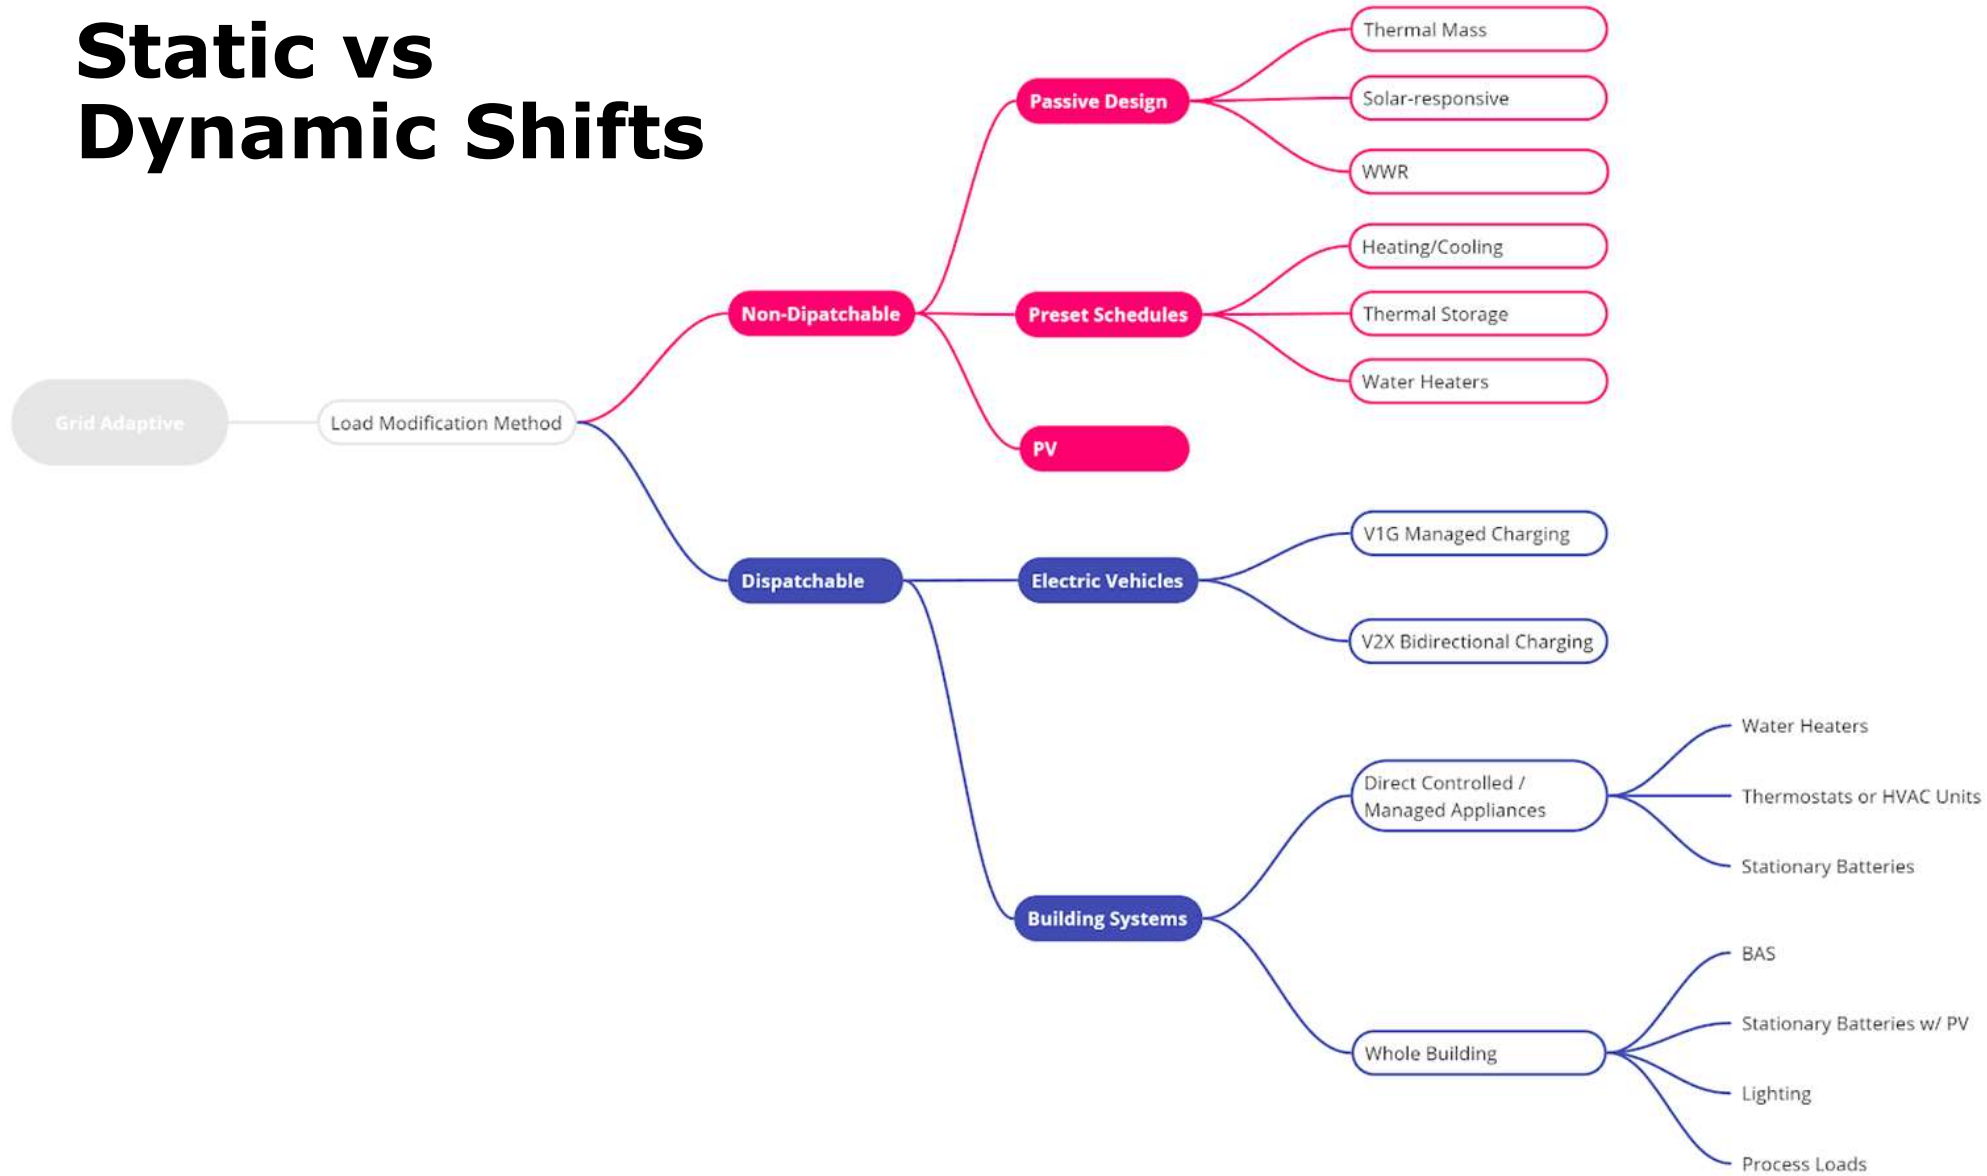 Static vs
Dynamic Shifts
Grid Adaptive
Load Modification Method
Non-Dipatchable
Passive Design
Thermal Mass
Solar-responsive
WWR
Preset Schedules
Heating/Cooling
Thermal Storage
Water Heaters
PV
Dispatchable
Electric Vehicles
V1G Managed Charging
V2X Bidirectional Charging
Building Systems
Direct Controlled /
Managed Appliances
Water Heaters
Thermostats or HVAC Units
Stationary Batteries
Whole Building
BAS
Stationary Batteries w/ PV
Lighting
Process Loads